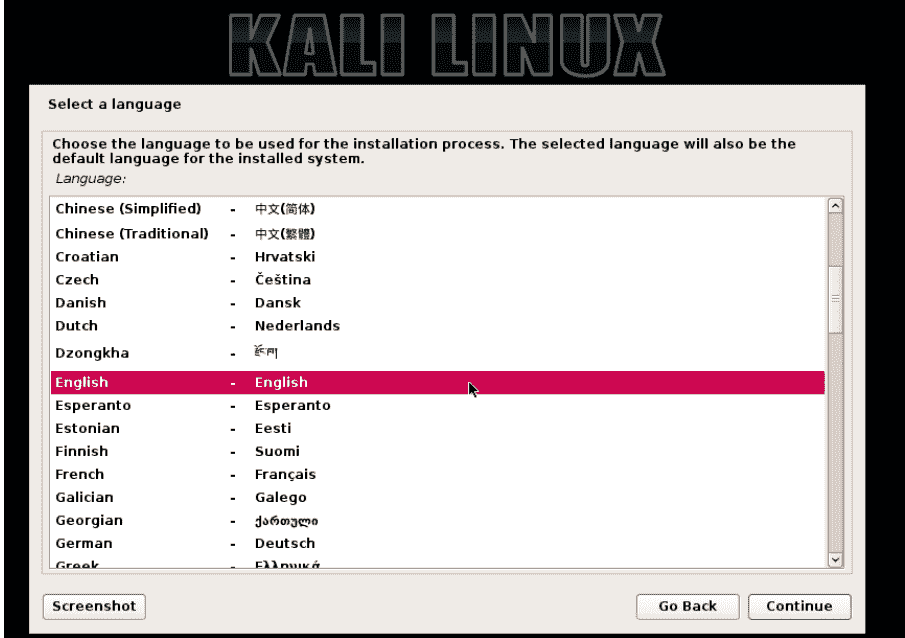 KALI LINUX
Select a language
Choose the language to be used for the installation process. The selected language will also be the
default language for the installed system.
Language:
Chinese (Simplified) - 中文(简体)
Chinese (Traditional) - 中文(繁體)
Croatian - Hrvatski
Czech - Čeština
Danish - Dansk
Dutch - Nederlands
Dzongkha - རྫོང་ཁ།
English - English
Esperanto - Esperanto
Estonian - Eesti
Finnish - Suomi
French - Français
Galician - Galego
Georgian - ქართული
German - Deutsch
Greek - Ελληνικά
Screenshot Go Back Continue